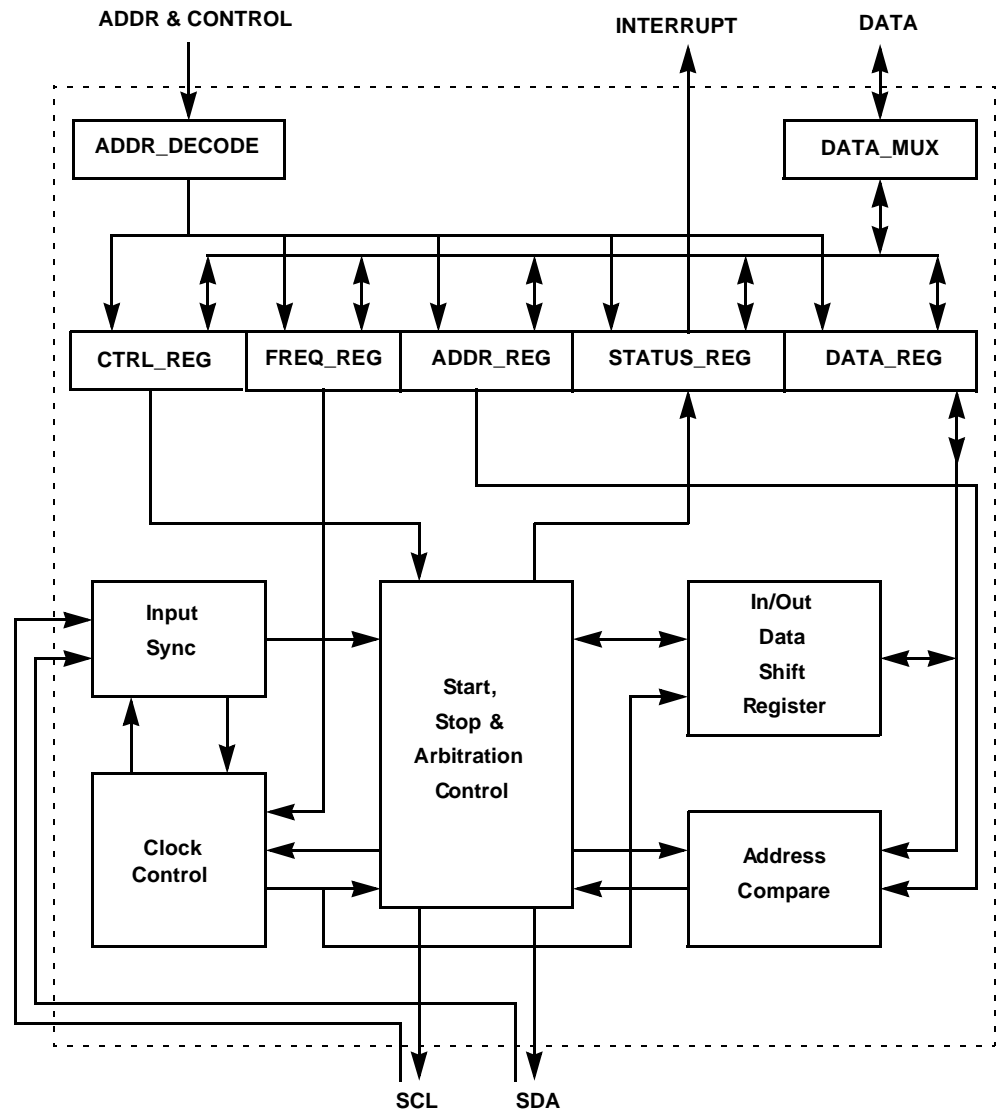 ADDR & CONTROL
INTERRUPT
DATA
ADDR_DECODE
DATA_MUX
CTRL_REG
FREQ_REG
ADDR_REG
STATUS_REG
DATA_REG
Input
Sync
Start,
Stop &
Arbitration
Control
In/Out
Data
Shift
Register
Clock
Control
Address
Compare
SCL
SDA